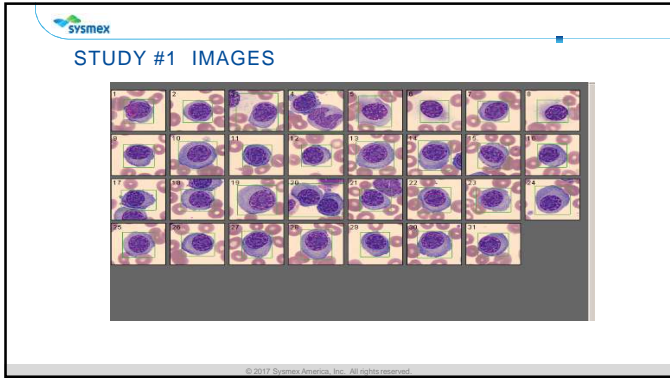 sysmex
STUDY #1 IMAGES
1 2 3 4 5 6 7 8
9 10 11 12 13 14 15 16
17 18 19 20 21 22 23 24
25 26 27 28 29 30 31
© 2017 Sysmex America, Inc. All rights reserved.